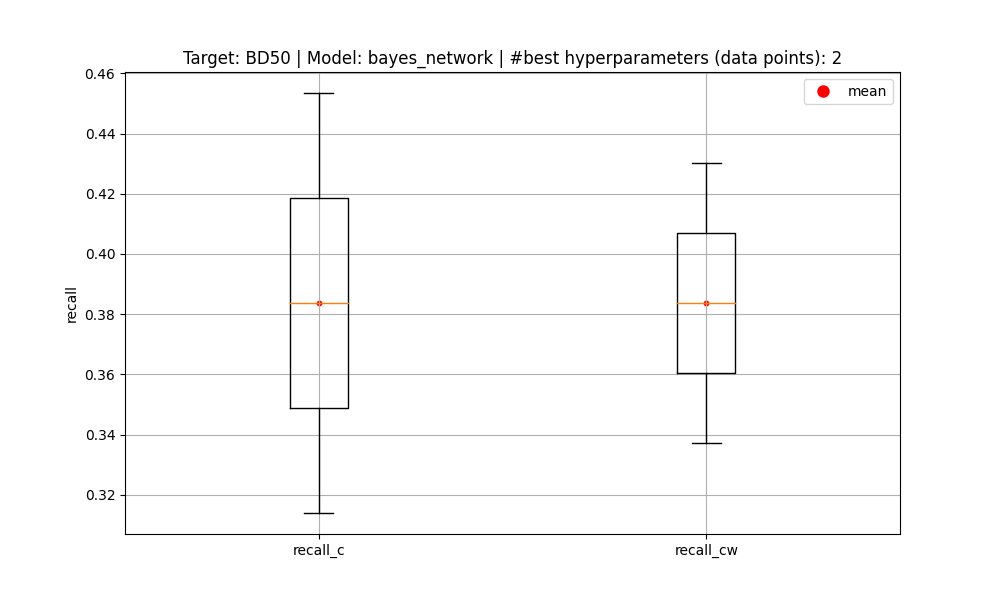 Target: BD50 | Model: bayes_network | #best hyperparameters (data points): 2
0.46
mean
0.44
0.42
0.40
recall
0.38
0.36
0.34
0.32
recall_c
recall_cw